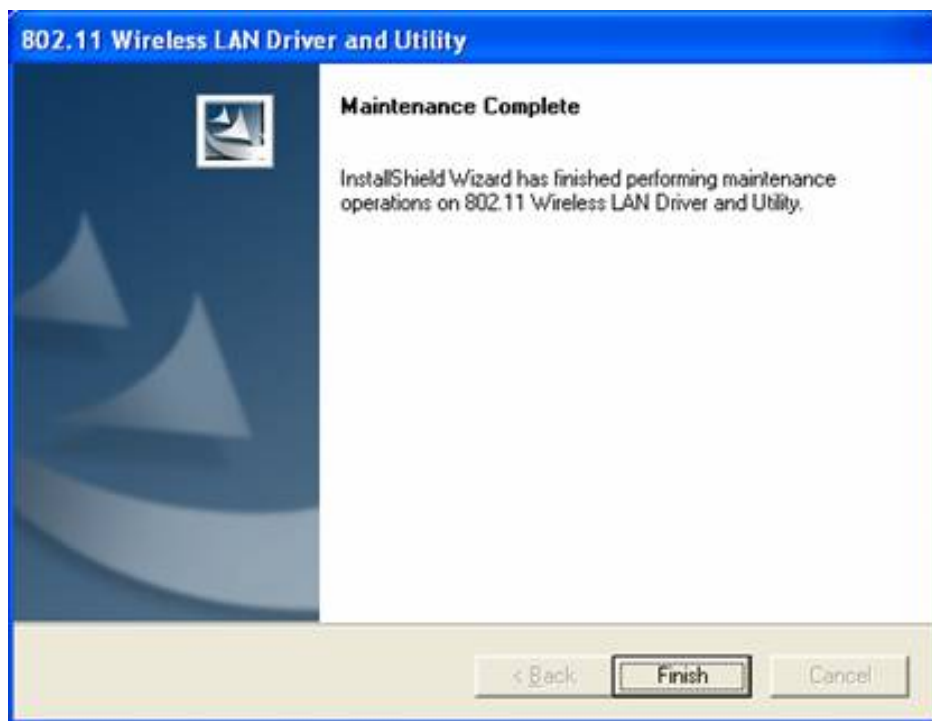 802.11 Wireless LAN Driver and Utility
Maintenance Complete
InstallShield Wizard has finished performing maintenance
operations on 802.11 Wireless LAN Driver and Utility.
< Back
Finish
Cancel